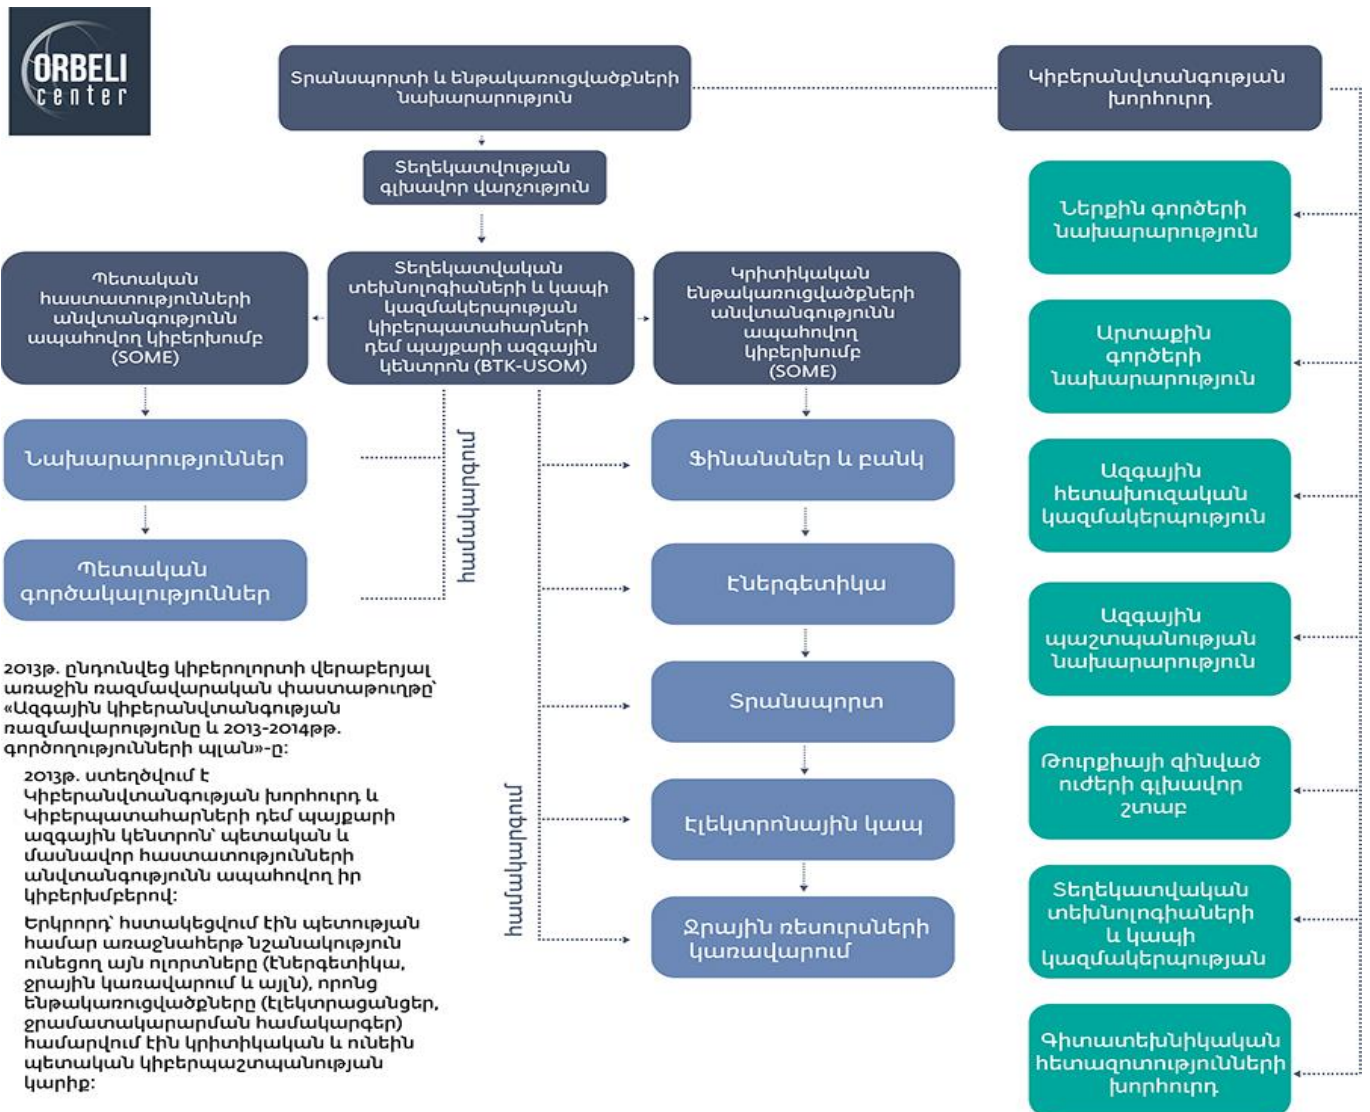 ORBELI
center
Տրանսպորտի և ենթակառուցվածքների
նախարարություն
Կիբերանվտանգության
խորհուրդ
Տեղեկատվության
գլխավոր վարչություն
Պետական
հաստատությունների
անվտանգությունն
ապահովող կիբերխումբ
(SOME)
Տեղեկատվական
տեխնոլոգիաների և կապի
կազմակերպության
կիբերպատահարների
դեմ պայքարի ազգային
կենտրոն (BTK-USOM)
Կրիտիկական
ենթակառուցվածքների
անվտանգությունն
ապահովող
կիբերխումբ
(SOME)
Նախարարություններ
Պետական
գործակալություններ
համակարգում
համակարգում
Ֆինանսներ և բանկ
Էներգետիկա
Տրանսպորտ
Էլեկտրոնային կապ
Ջրային ռեսուրսների
կառավարում
Ներքին գործերի
նախարարություն
Արտաքին
գործերի
նախարարություն
Ազգային
հետախուզական
կազմակերպություն
Ազգային
պաշտպանության
նախարարություն
Թուրքիայի զինված
ուժերի գլխավոր
շտաբ
Տեղեկատվական
տեխնոլոգիաների
և կապի
կազմակերպության
Գիտատեխնիկական
հետազոտությունների
խորհուրդ
2013թ. ընդունվեց կիբերոլորտի վերաբերյալ
առաջին ռազմավարական փաստաթուղթը՝
«Ազգային կիբերանվտանգության
ռազմավարությունը և 2013-2014թթ.
գործողությունների պլան»-ը:
2013թ. ստեղծվում է
Կիբերանվտանգության խորհուրդ և
Կիբերպատահարների դեմ պայքարի
ազգային կենտրոն՝ պետական և
մասնավոր հաստատությունների
անվտանգությունն ապահովող իր
կիբերխմբերով:
Երկրորդ՝ հստակեցվում էին պետության
համար առաջնահերթ նշանակություն
ունեցող այն ոլորտները (էներգետիկա,
ջրային կառավարում և այլն), որոնց
ենթակառուցվածքները (էլեկտրացանցեր,
ջրամատակարարման համակարգեր)
համարվում էին կրիտիկական և ունեին
պետական կիբերպաշտպանության
կարիք: